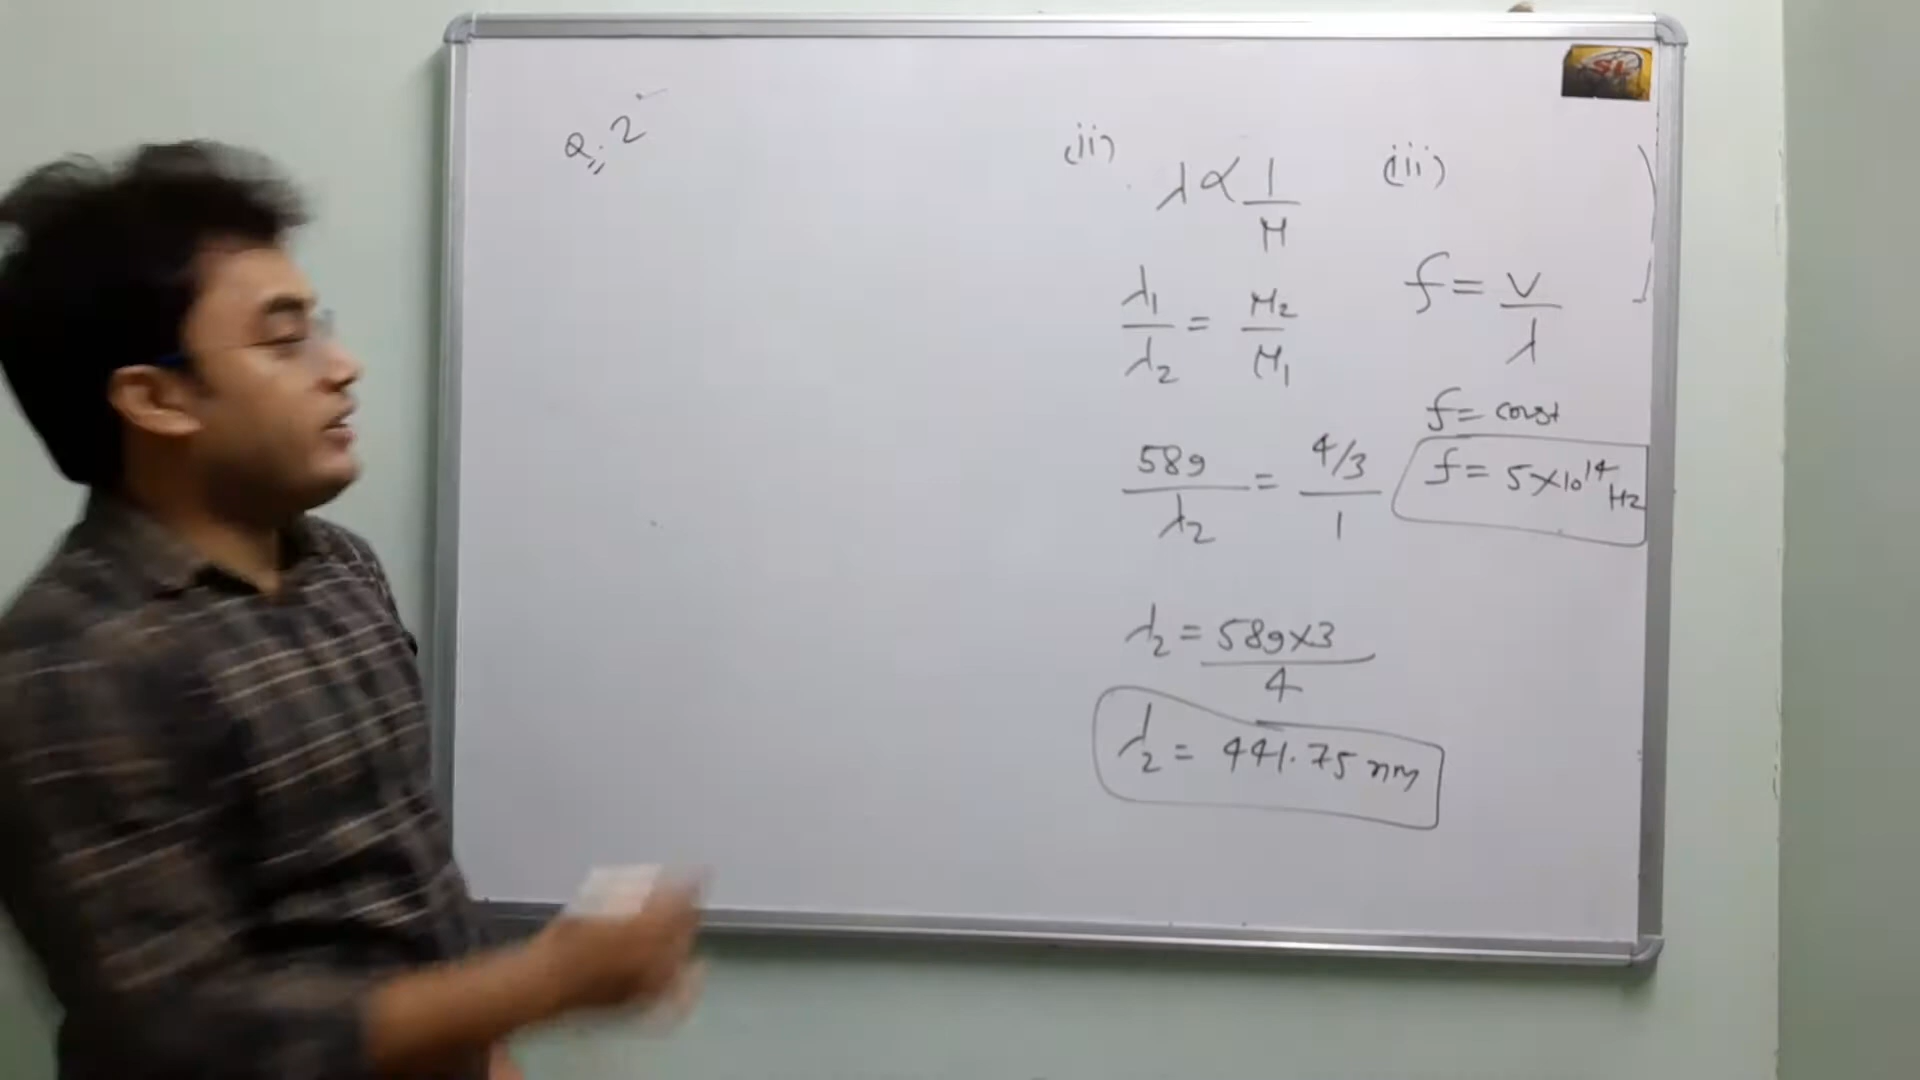 Q: 2
(ii)
λ ∝ 1/μ
λ1/λ2 = μ2/μ1
589/λ2 = 4/3/1
λ2 = 589×3/4
λ2 = 441.75 nm
(iii)
f = v/λ
f = const
f = 5×10^14 Hz
SL